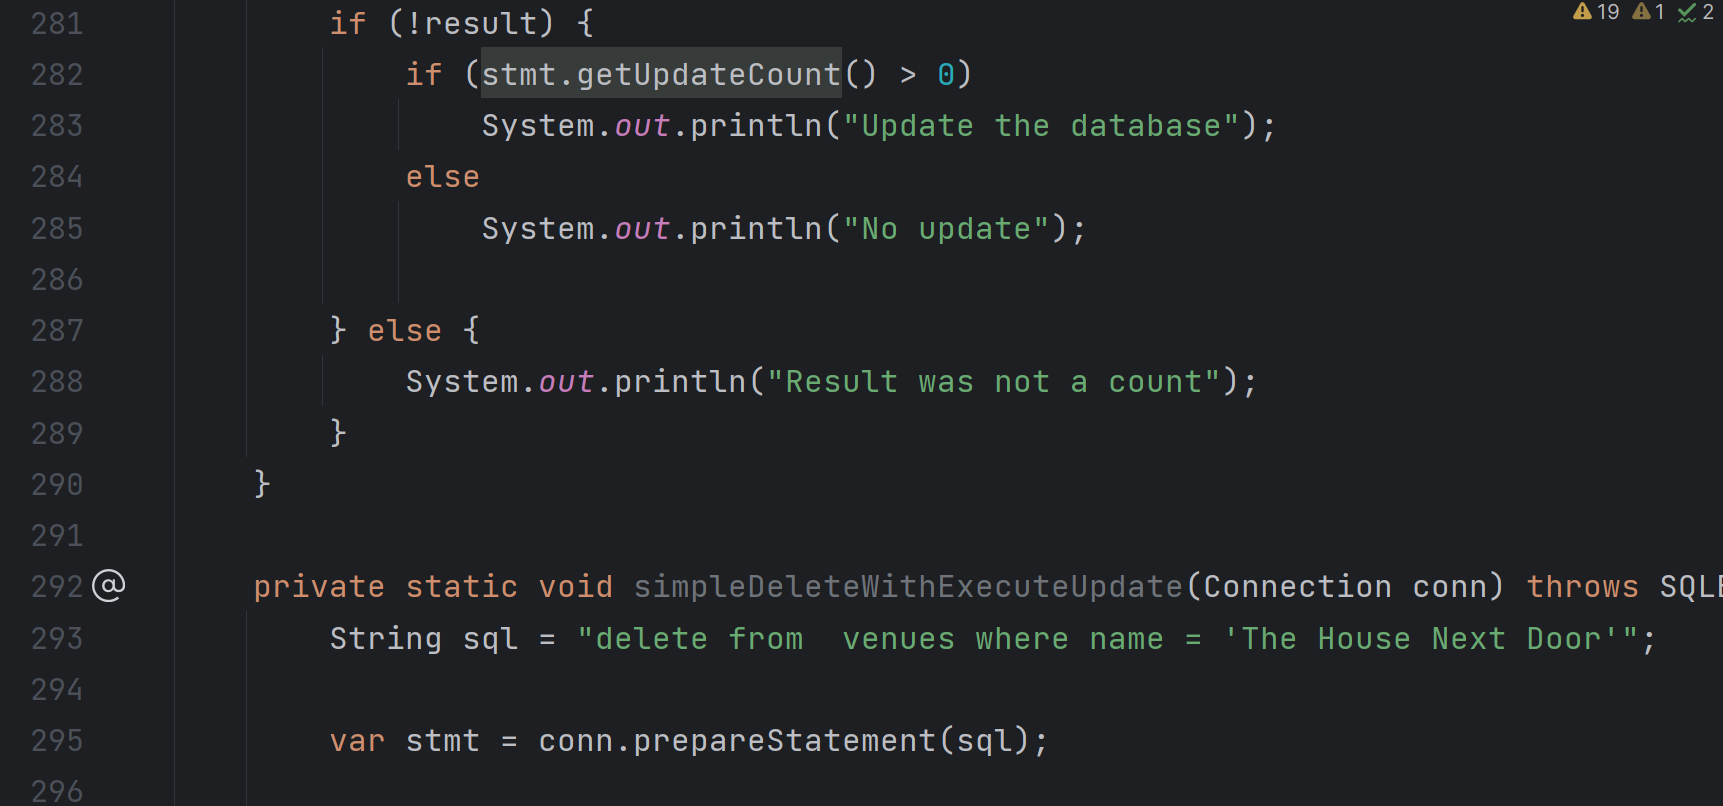 19 1 2
281 if (!result) {
282 if (stmt.getUpdateCount() > 0)
283 System.out.println("Update the database");
284 else
285 System.out.println("No update");
286
287 } else {
288 System.out.println("Result was not a count");
289 }
290 }
291
292 @ private static void simpleDeleteWithExecuteUpdate(Connection conn) throws SQLE
293 String sql = "delete from  venues where name = 'The House Next Door'";
294
295 var stmt = conn.prepareStatement(sql);
296